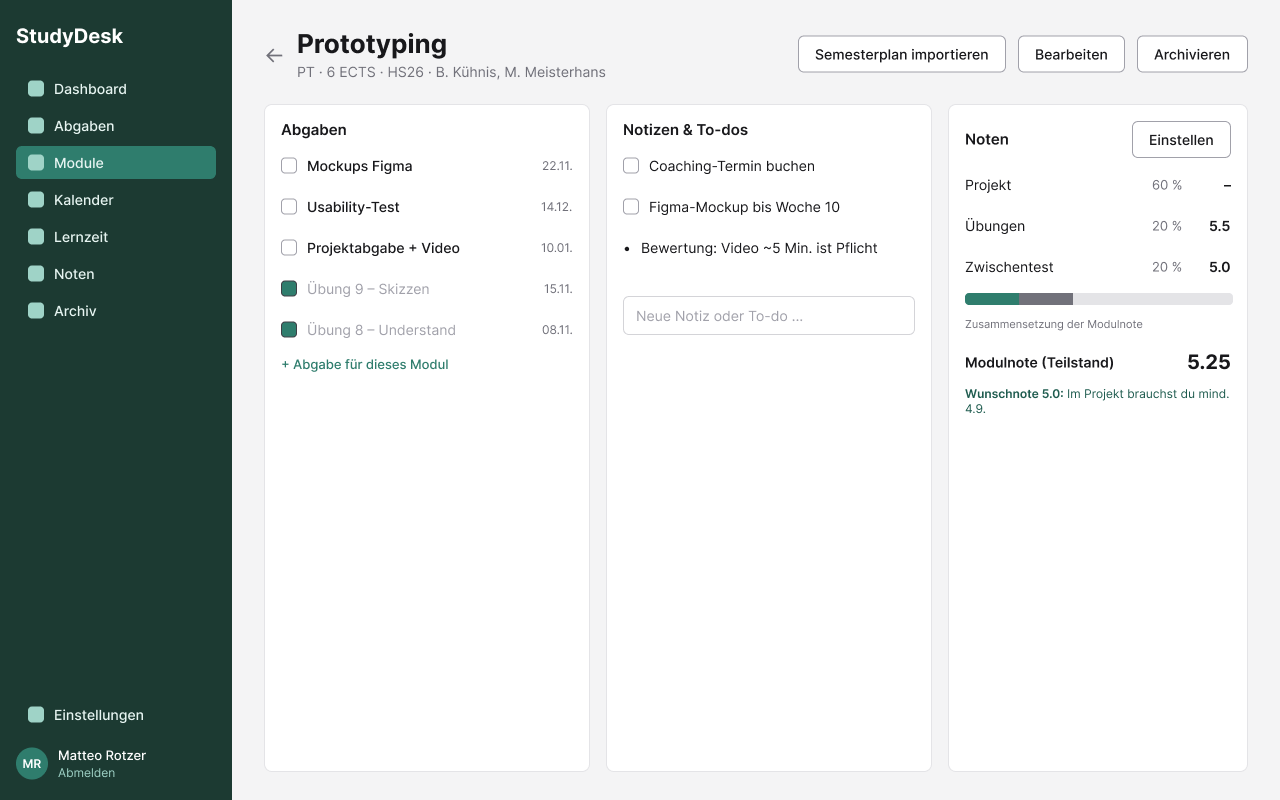 StudyDesk
Dashboard
Abgaben
Module
Kalender
Lernzeit
Noten
Archiv
Einstellungen
MR
Matteo Rotzer
Abmelden
Prototyping
PT · 6 ECTS · HS26 · B. Kühnis, M. Meisterhans
Semesterplan importieren
Bearbeiten
Archivieren
Abgaben
Mockups Figma 22.11.
Usability-Test 14.12.
Projektabgabe + Video 10.01.
Übung 9 – Skizzen 15.11.
Übung 8 – Understand 08.11.
+ Abgabe für dieses Modul
Notizen & To-dos
Coaching-Termin buchen
Figma-Mockup bis Woche 10
• Bewertung: Video ~5 Min. ist Pflicht
Neue Notiz oder To-do ...
Noten
Einstellen
Projekt 60 % –
Übungen 20 % 5.5
Zwischentest 20 % 5.0
Zusammensetzung der Modulnote
Modulnote (Teilstand) 5.25
Wunschnote 5.0: Im Projekt brauchst du mind.
4.9.